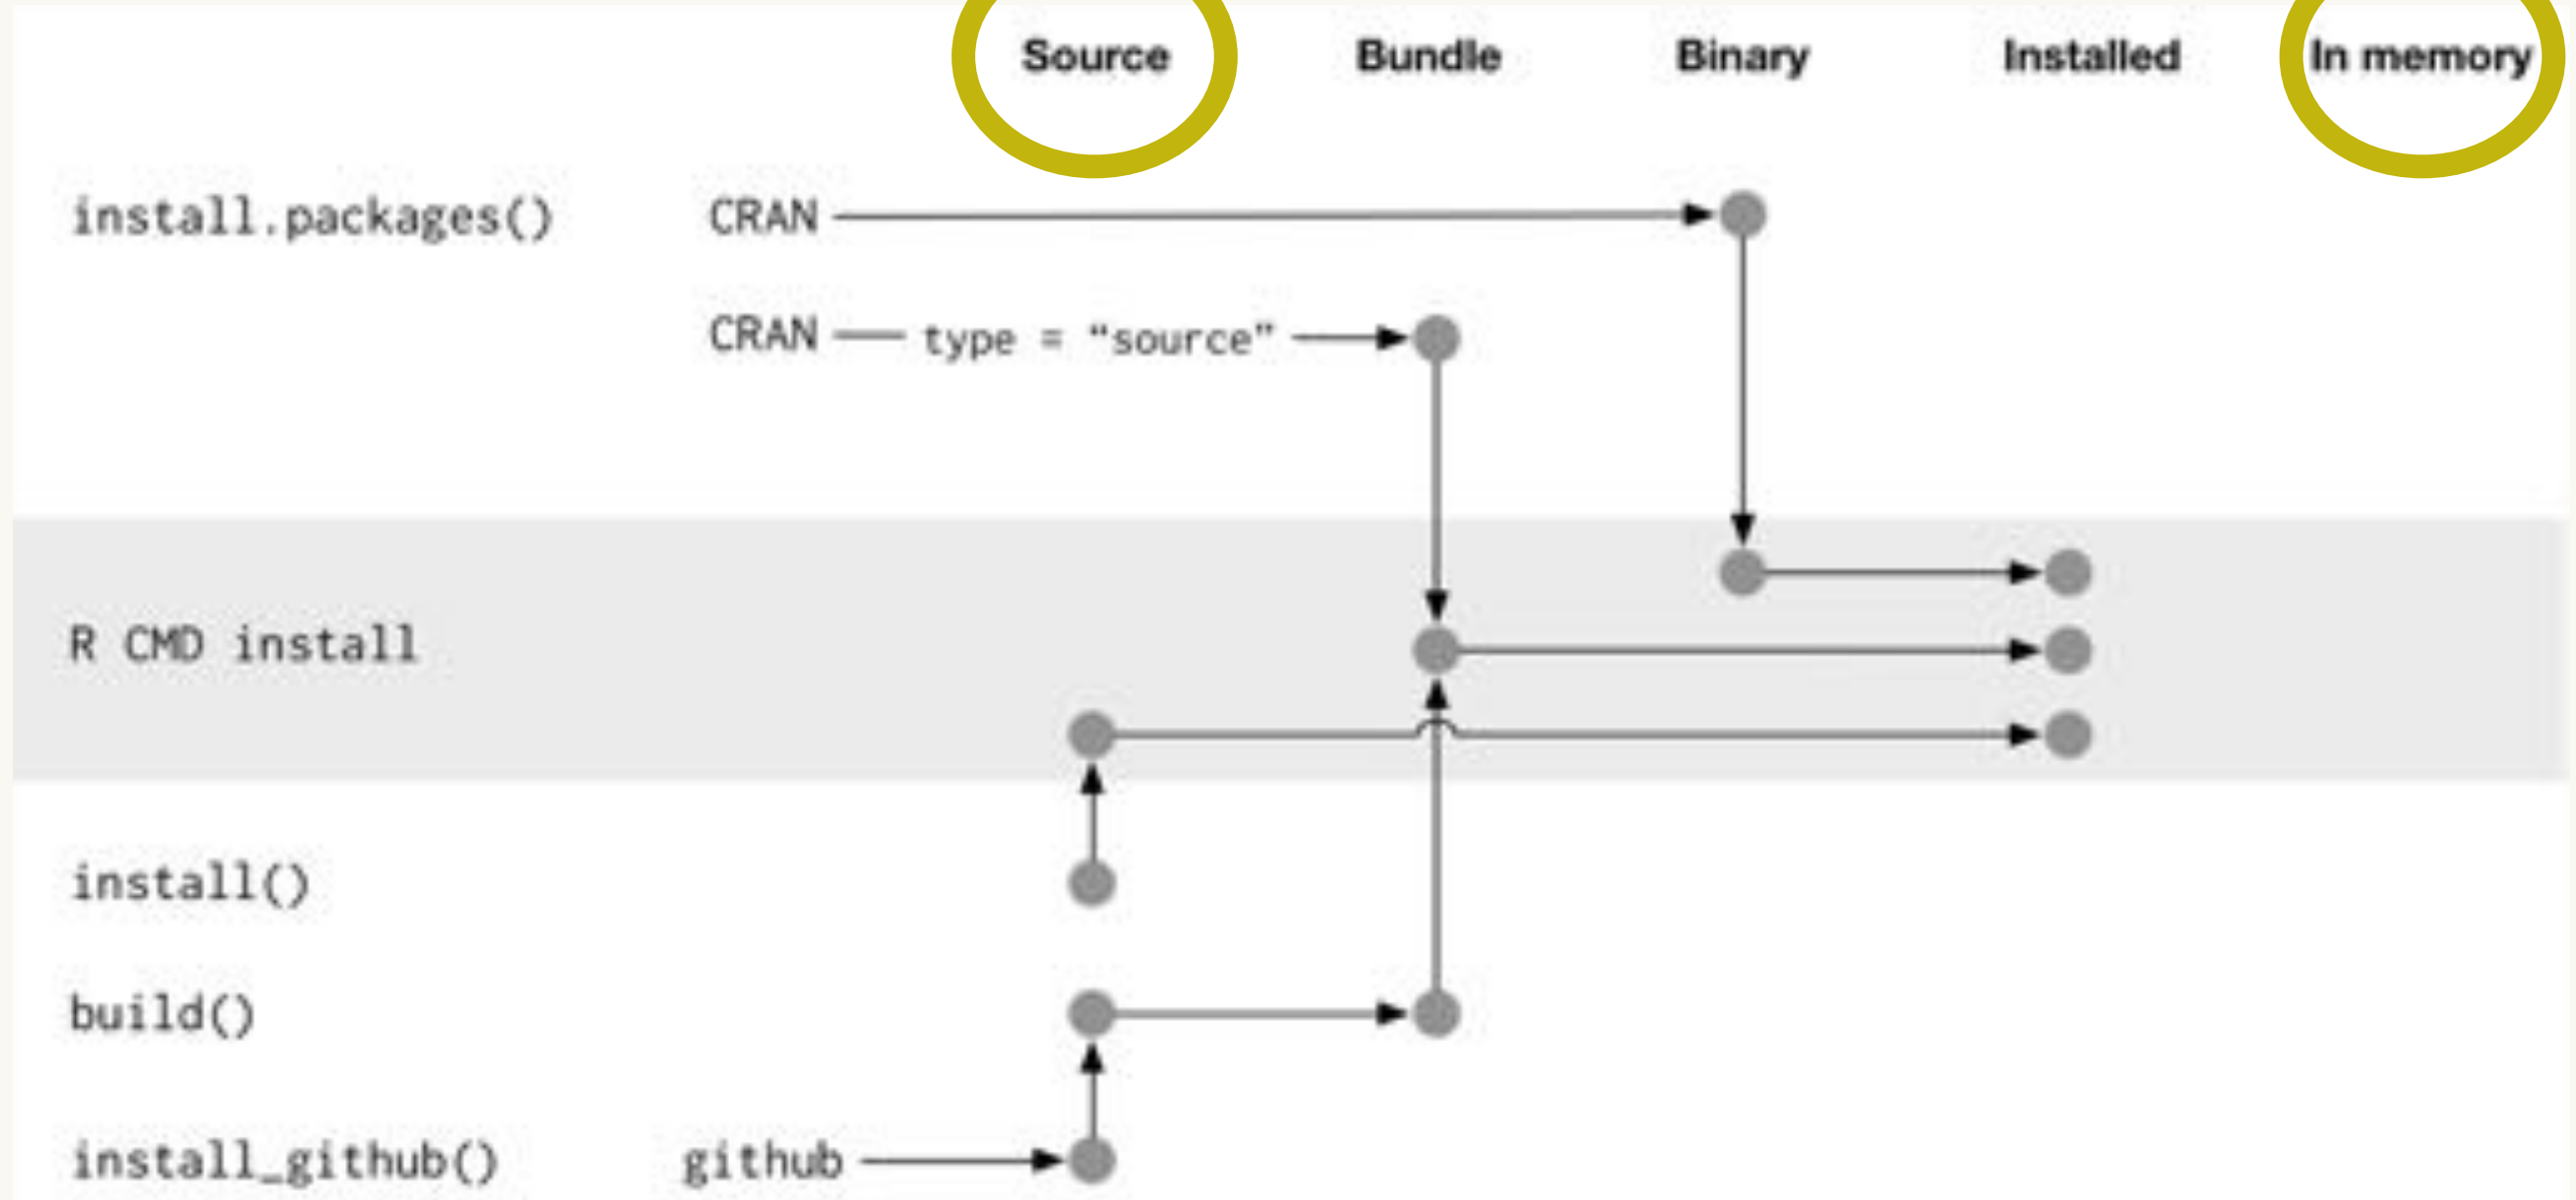 Source Bundle Binary Installed In memory
install.packages() CRAN
CRAN type = "source"
R CMD install
install()
build()
install_github() github